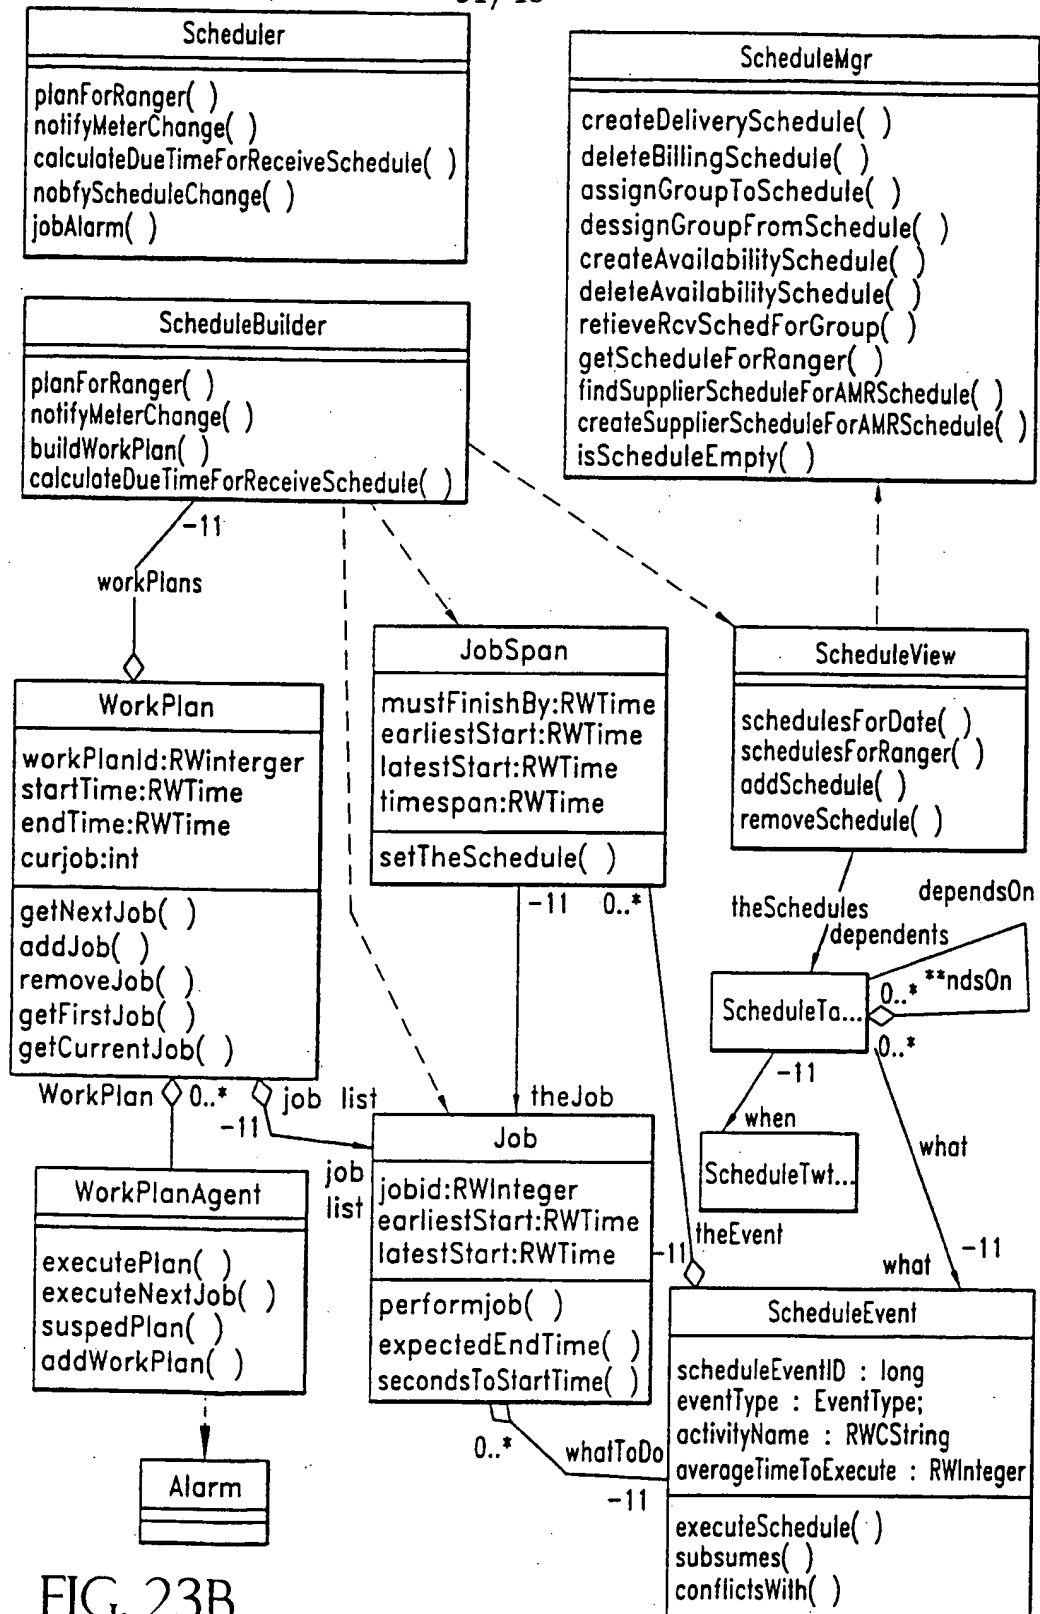 Scheduler
planForRanger( )
notifyMeterChange( )
calculateDueTimeForReceiveSchedule( )
nobfyScheduleChange( )
jobAlarm( )
ScheduleMgr
createDeliverySchedule( )
deleteBillingSchedule( )
assignGroupToSchedule( )
dessignGroupFromSchedule( )
createAvailabilitySchedule( )
deleteAvailabilitySchedule( )
retieveRcvSchedForGroup( )
getScheduleForRanger( )
findSupplierScheduleForAMRSchedule( )
createSupplierScheduleForAMRSchedule( )
isScheduleEmpty( )
ScheduleBuilder
planForRanger( )
notifyMeterChange( )
buildWorkPlan( )
calculateDueTimeForReceiveSchedule( )
-11
workPlans
WorkPlan
workPlanId:RWinterger
startTime:RWTime
endTime:RWTime
curjob:int
getNextJob( )
addJob( )
removeJob( )
getFirstJob( )
getCurrentJob( )
JobSpan
mustFinishBy:RWTime
earliestStart:RWTime
latestStart:RWTime
timespan:RWTime
setTheSchedule( )
ScheduleView
schedulesForDate( )
schedulesForRanger( )
addSchedule( )
removeSchedule( )
-11 0..*
theSchedules
dependsOn
dependents
0..* **ndsOn
ScheduleTa...
0..*
-11
when
ScheduleTwt...
what
WorkPlan 0..* job list
-11
theJob
job
list
Job
jobid:RWInteger
earliestStart:RWTime
latestStart:RWTime
performjob( )
expectedEndTime( )
secondsToStartTime( )
WorkPlanAgent
executePlan( )
executeNextJob( )
suspedPlan( )
addWorkPlan( )
Alarm
theEvent
-11
-11
what
ScheduleEvent
scheduleEventID : long
eventType : EventType;
activityName : RWCString
averageTimeToExecute : RWInteger
executeSchedule( )
subsumes( )
conflictsWith( )
0..*
whatToDo
-11
FIG. 23B